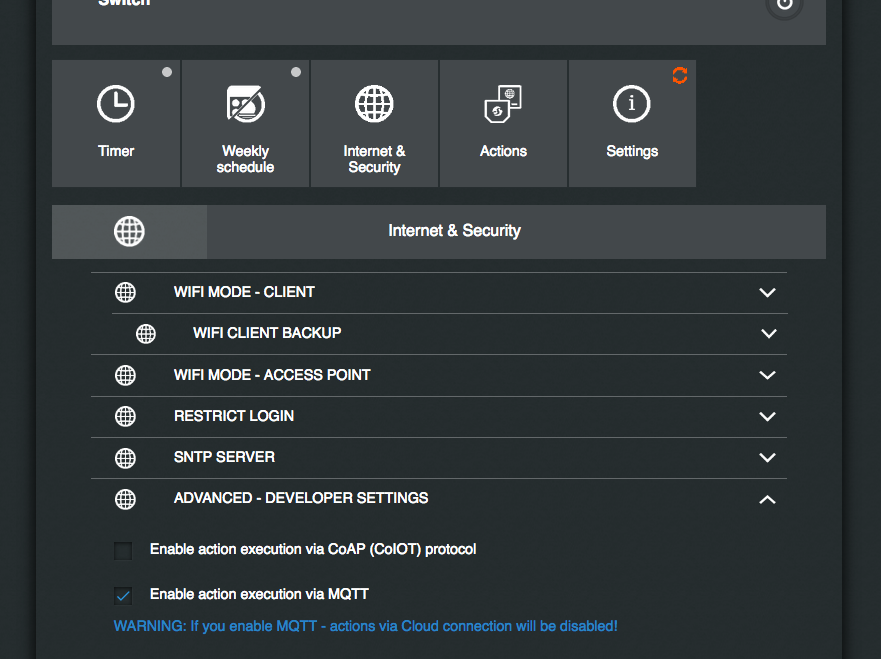 Switch
Timer
Weekly
schedule
Internet &
Security
Actions
Settings
Internet & Security
WIFI MODE - CLIENT
WIFI CLIENT BACKUP
WIFI MODE - ACCESS POINT
RESTRICT LOGIN
SNTP SERVER
ADVANCED - DEVELOPER SETTINGS
Enable action execution via CoAP (CoIOT) protocol
Enable action execution via MQTT
WARNING: If you enable MQTT - actions via Cloud connection will be disabled!